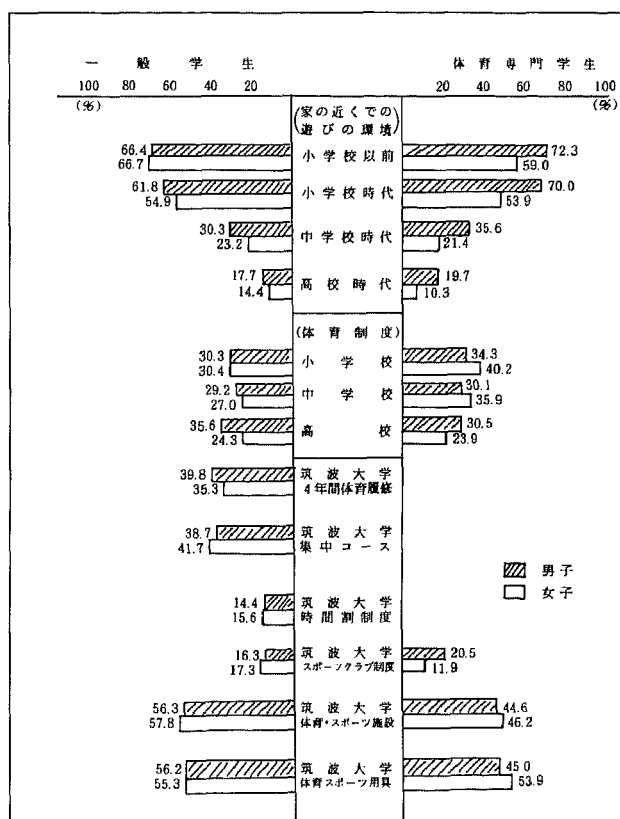 一般学生 体育専門学生
100 80 60 40 20 20 40 60 80 100
(%) (%)
(家の近くでの
遊びの環境)
66.4 小学校以前 72.3
66.7 59.0
61.8 小学校時代 70.0
54.9 53.9
30.3 中学校時代 35.6
23.2 21.4
17.7 高校時代 19.7
14.4 10.3
(体育制度)
30.3 小学校 34.3
30.4 40.2
29.2 中学校 30.1
27.0 35.9
35.6 高校 30.5
24.3 23.9
39.8 筑波大学
35.3 4年間体育履修
38.7 筑波大学
41.7 集中コース
男子
女子
14.4 筑波大学
15.6 時間割制度
16.3 筑波大学 20.5
17.3 スポーツクラブ制度 11.9
56.3 筑波大学 44.6
57.8 体育・スポーツ施設 46.2
56.2 筑波大学 45.0
55.3 体育スポーツ用具 53.9